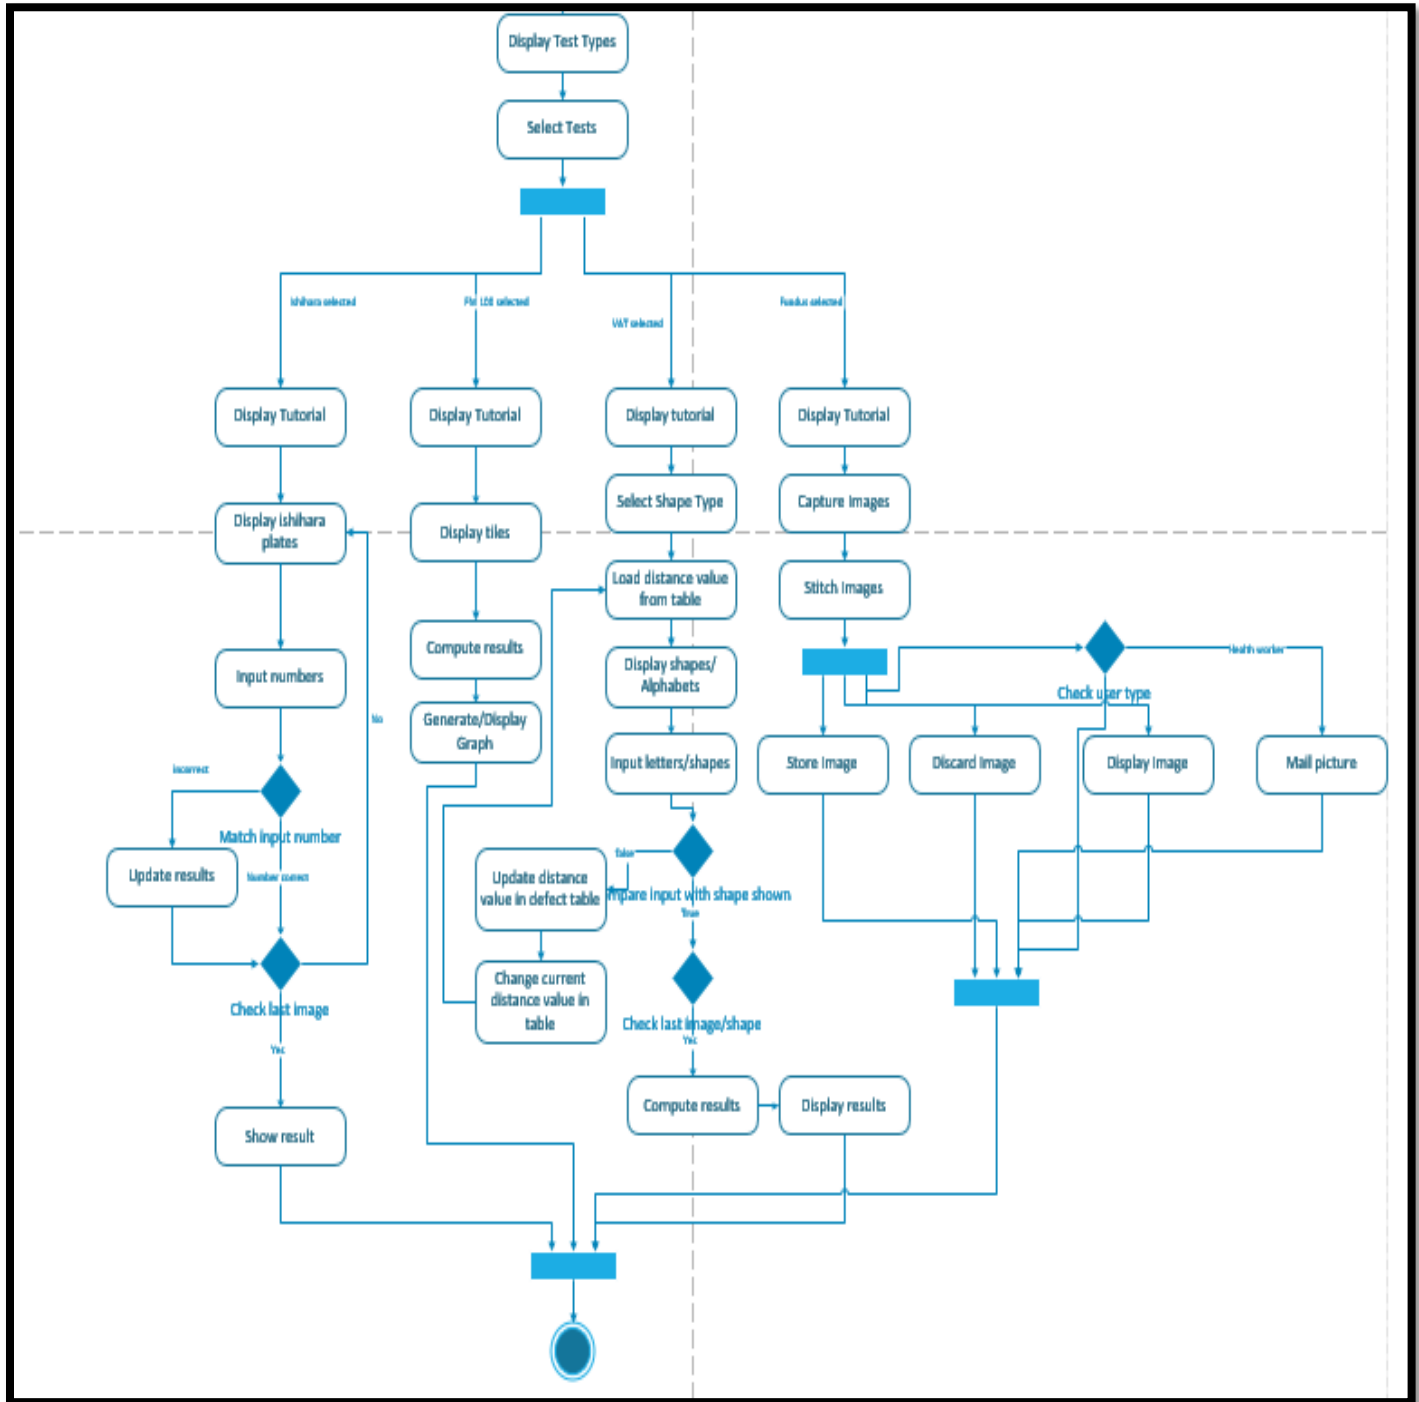 Display Test Types
Select Tests
Ishihara selected
FM 100 selected
VAT selected
Fundus selected
Display Tutorial
Display Tutorial
Display tutorial
Display Tutorial
Select Shape Type
Capture Images
Display ishihara
plates
Display tiles
Load distance value
from table
Stitch Images
Input numbers
Compute results
Display shapes/
Alphabets
Health worker
Check user type
No
Generate/Display
Graph
Input letters/shapes
Store Image
Discard Image
Display Image
Mail picture
incorrect
Match input number
Update results
Number correct
false
Update distance
value in defect table
mpare input with shape shown
True
Check last image
Yes
Change current
distance value in
table
Check last image/shape
Yes
Compute results
Display results
Show result